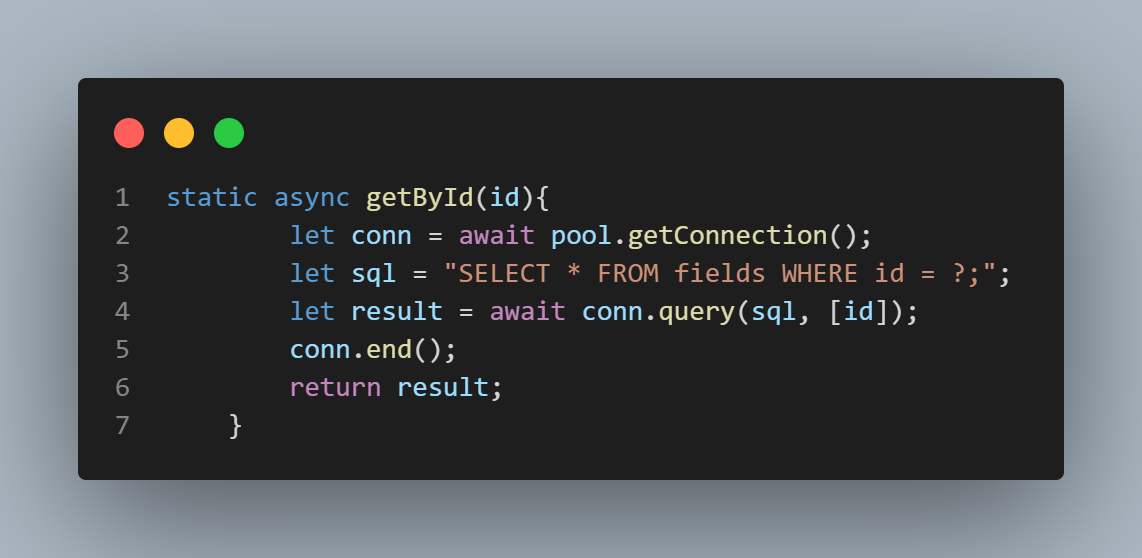 1 static async getById(id){
2 let conn = await pool.getConnection();
3 let sql = "SELECT * FROM fields WHERE id = ?;";
4 let result = await conn.query(sql, [id]);
5 conn.end();
6 return result;
7 }